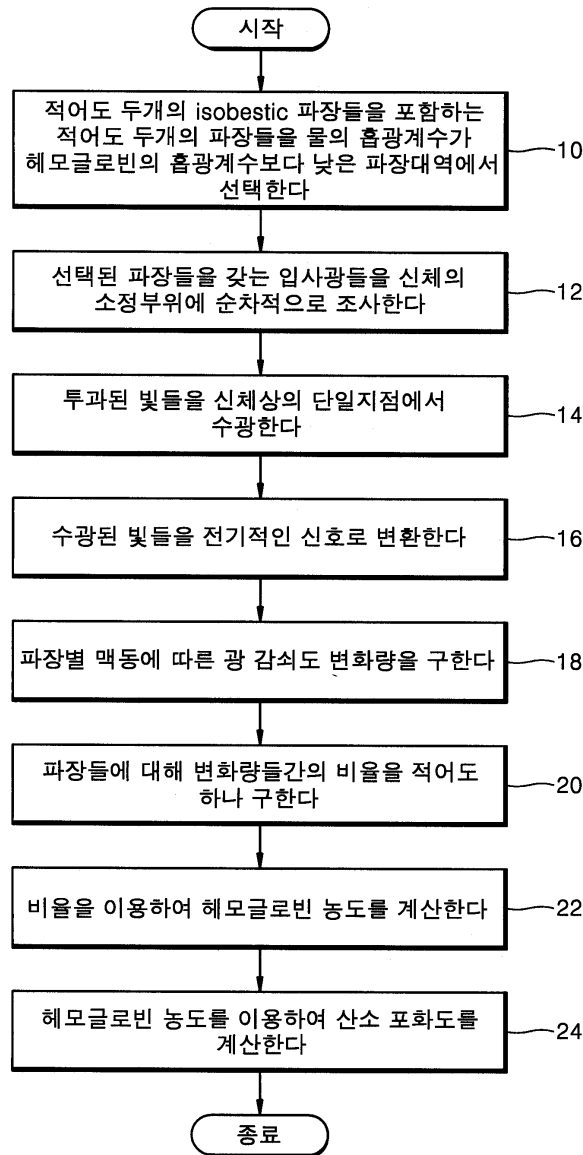 시작
적어도 두개의 isobestic 파장들을 포함하는
적어도 두개의 파장들을 물의 흡광계수가
헤모글로빈의 흡광계수보다 낮은 파장대역에서
선택한다
10
선택된 파장들을 갖는 입사광들을 신체의
소정부위에 순차적으로 조사한다
12
투과된 빛들을 신체상의 단일지점에서
수광한다
14
수광된 빛들을 전기적인 신호로 변환한다
16
파장별 맥동에 따른 광 감쇠도 변화량을 구한다
18
파장들에 대해 변화량들간의 비율을 적어도
하나 구한다
20
비율을 이용하여 헤모글로빈 농도를 계산한다
22
헤모글로빈 농도를 이용하여 산소 포화도를
계산한다
24
종료